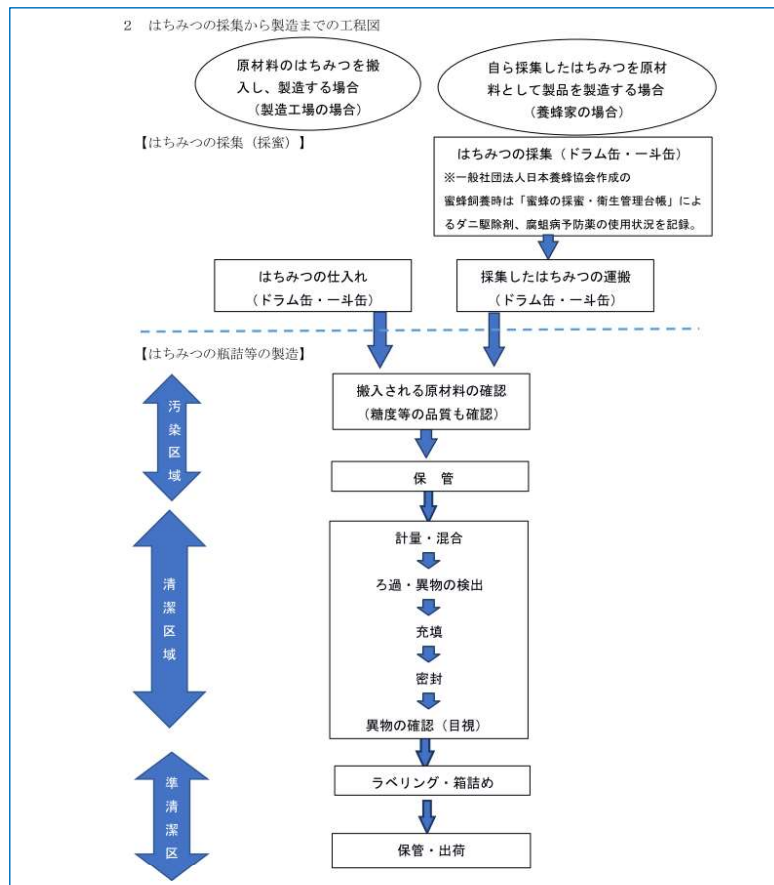 2 はちみつの採集から製造までの工程図
原材料のはちみつを搬
入し、製造する場合
（製造工場の場合）
自ら採集したはちみつを原材
料として製品を製造する場合
（養蜂家の場合）
【はちみつの採集（採蜜）】
はちみつの採集（ドラム缶・一斗缶）
※一般社団法人日本養蜂協会作成の
蜜蜂飼養時は「蜜蜂の採蜜・衛生管理台帳」によ
るダニ駆除剤、腐蛆病予防薬の使用状況を記録。
はちみつの仕入れ
（ドラム缶・一斗缶）
採集したはちみつの運搬
（ドラム缶・一斗缶）
【はちみつの瓶詰等の製造】
汚染区域
搬入される原材料の確認
（糖度等の品質も確認）
保 管
清潔区域
計量・混合
ろ過・異物の検出
充填
密封
異物の確認（目視）
準清潔区
ラベリング・箱詰め
保管・出荷